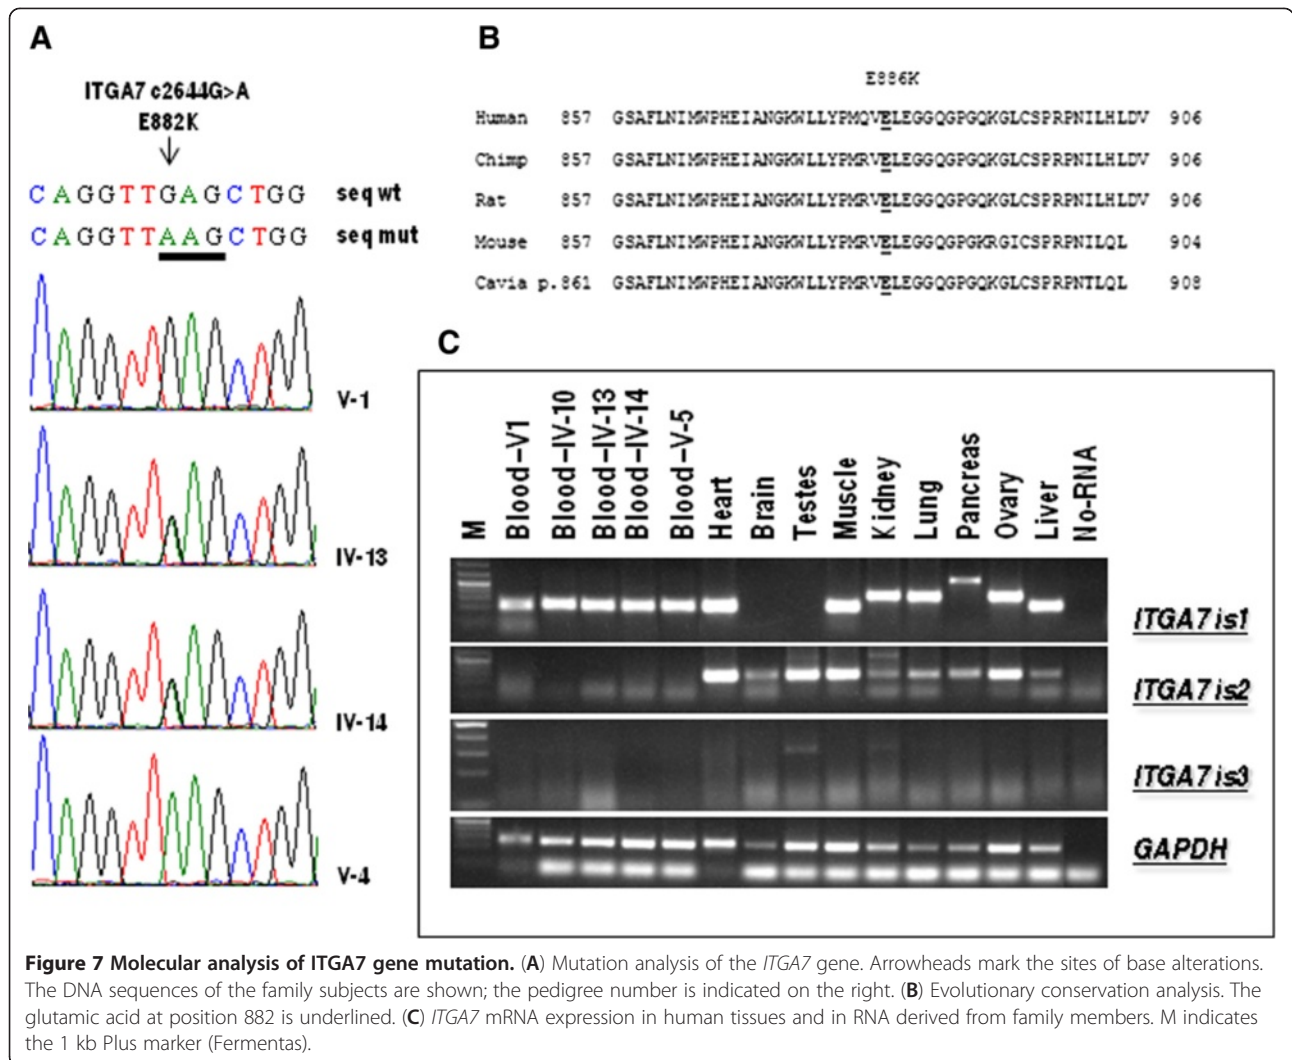 A
ITGA7 c2644G>A
E882K
CAGGTTGAGCTGG seq wt
CAGGTTAAGCTGG seq mut
V-1
IV-13
IV-14
V-4
B
E886K
Human 857 GSAFLNIMWPHEIANGKWLLYPMQVELEGGQGPGQKGLCSPRPNILHLDV 906
Chimp 857 GSAFLNIMWPHEIANGKWLLYPMRVELEGGQGPGQKGLCSPRPNILHLDV 906
Rat 857 GSAFLNIMWPHEIANGKWLLYPMRVELEGGQGPGQKGLCSPRPNILHLDV 906
Mouse 857 GSAFLNIMWPHEIANGKWLLYPMRVELEGGQGPGKRGICSPRPNILQL 904
Cavia p.861 GSAFLNIMWPHEIANGKWLLYPMRVELEGGQGPGQKGLCSPRPNTLQL 908
C
M
Blood-V1
Blood-IV-10
Blood-IV-13
Blood-IV-14
Blood-V-5
Heart
Brain
Testes
Muscle
Kidney
Lung
Pancreas
Ovary
Liver
No-RNA
ITGA7 is1
ITGA7 is2
ITGA7 is3
GAPDH
Figure 7 Molecular analysis of ITGA7 gene mutation. (A) Mutation analysis of the ITGA7 gene. Arrowheads mark the sites of base alterations.
The DNA sequences of the family subjects are shown; the pedigree number is indicated on the right. (B) Evolutionary conservation analysis. The
glutamic acid at position 882 is underlined. (C) ITGA7 mRNA expression in human tissues and in RNA derived from family members. M indicates
the 1 kb Plus marker (Fermentas).